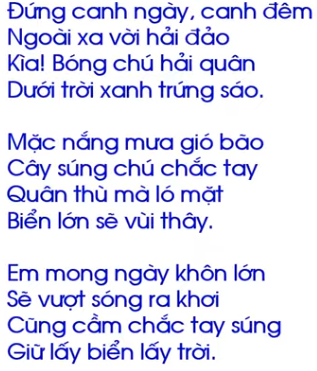 Đứng canh ngày, canh đêm
Ngoài xa vời hải đảo
Kìa! Bóng chú hải quân
Dưới trời xanh trứng sáo.

Mặc nắng mưa gió bão
Cây súng chú chắc tay
Quân thù mà ló mặt
Biển lớn sẽ vùi thây.

Em mong ngày khôn lớn
Sẽ vượt sóng ra khơi
Cũng cầm chắc tay súng
Giữ lấy biển lấy trời.